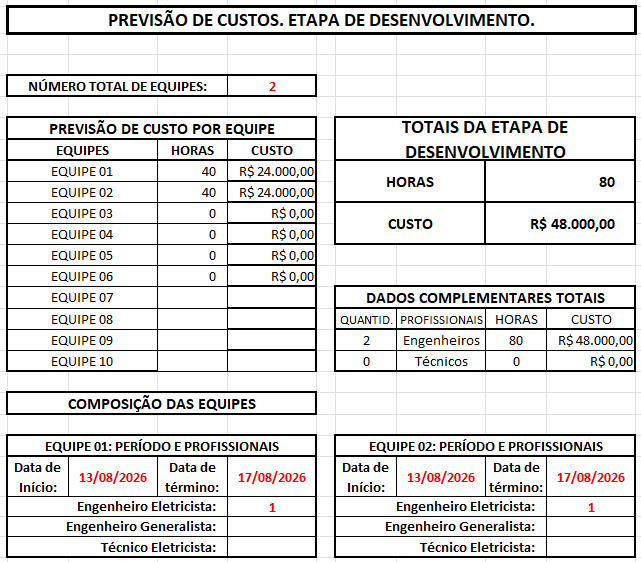 PREVISÃO DE CUSTOS. ETAPA DE DESENVOLVIMENTO.
NÚMERO TOTAL DE EQUIPES: 2
PREVISÃO DE CUSTO POR EQUIPE
EQUIPES HORAS CUSTO
EQUIPE 01 40 R$ 24.000,00
EQUIPE 02 40 R$ 24.000,00
EQUIPE 03 0 R$ 0,00
EQUIPE 04 0 R$ 0,00
EQUIPE 05 0 R$ 0,00
EQUIPE 06 0 R$ 0,00
EQUIPE 07
EQUIPE 08
EQUIPE 09
EQUIPE 10
TOTAIS DA ETAPA DE
DESENVOLVIMENTO
HORAS 80
CUSTO R$ 48.000,00
DADOS COMPLEMENTARES TOTAIS
QUANTID. PROFISSIONAIS HORAS CUSTO
2 Engenheiros 80 R$ 48.000,00
0 Técnicos 0 R$ 0,00
COMPOSIÇÃO DAS EQUIPES
EQUIPE 01: PERÍODO E PROFISSIONAIS
Data de Início: 13/08/2026 Data de término: 17/08/2026
Engenheiro Eletricista: 1
Engenheiro Generalista:
Técnico Eletricista:
EQUIPE 02: PERÍODO E PROFISSIONAIS
Data de Início: 13/08/2026 Data de término: 17/08/2026
Engenheiro Eletricista: 1
Engenheiro Generalista:
Técnico Eletricista: